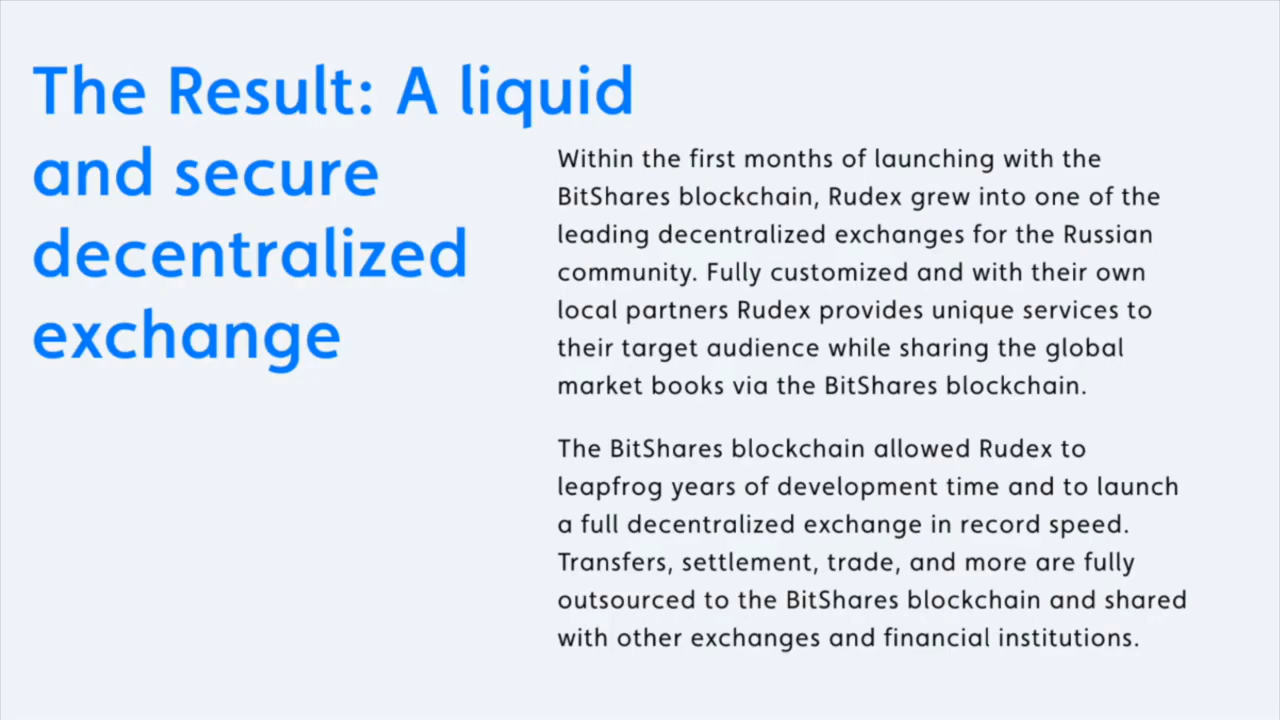 The Result: A liquid
and secure
decentralized
exchange
Within the first months of launching with the
BitShares blockchain, Rudex grew into one of the
leading decentralized exchanges for the Russian
community. Fully customized and with their own
local partners Rudex provides unique services to
their target audience while sharing the global
market books via the BitShares blockchain.
The BitShares blockchain allowed Rudex to
leapfrog years of development time and to launch
a full decentralized exchange in record speed.
Transfers, settlement, trade, and more are fully
outsourced to the BitShares blockchain and shared
with other exchanges and financial institutions.